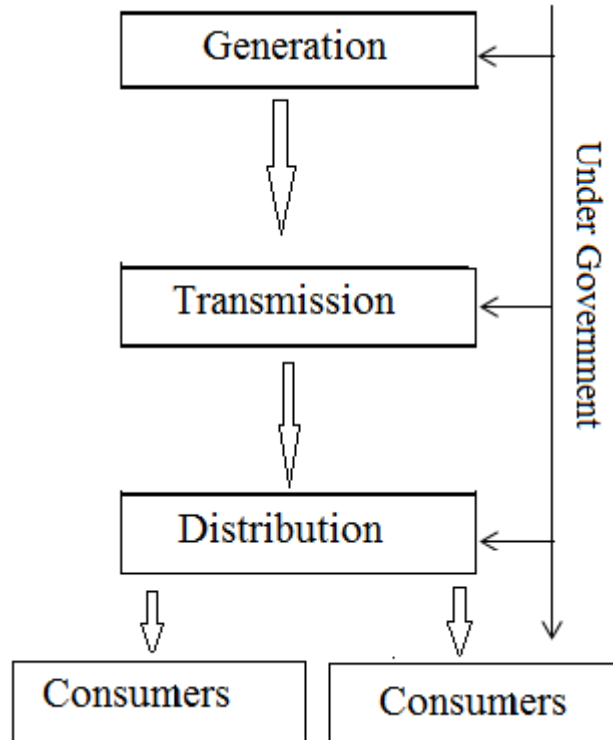 Generation
Transmission
Under Government
Distribution
Consumers
Consumers